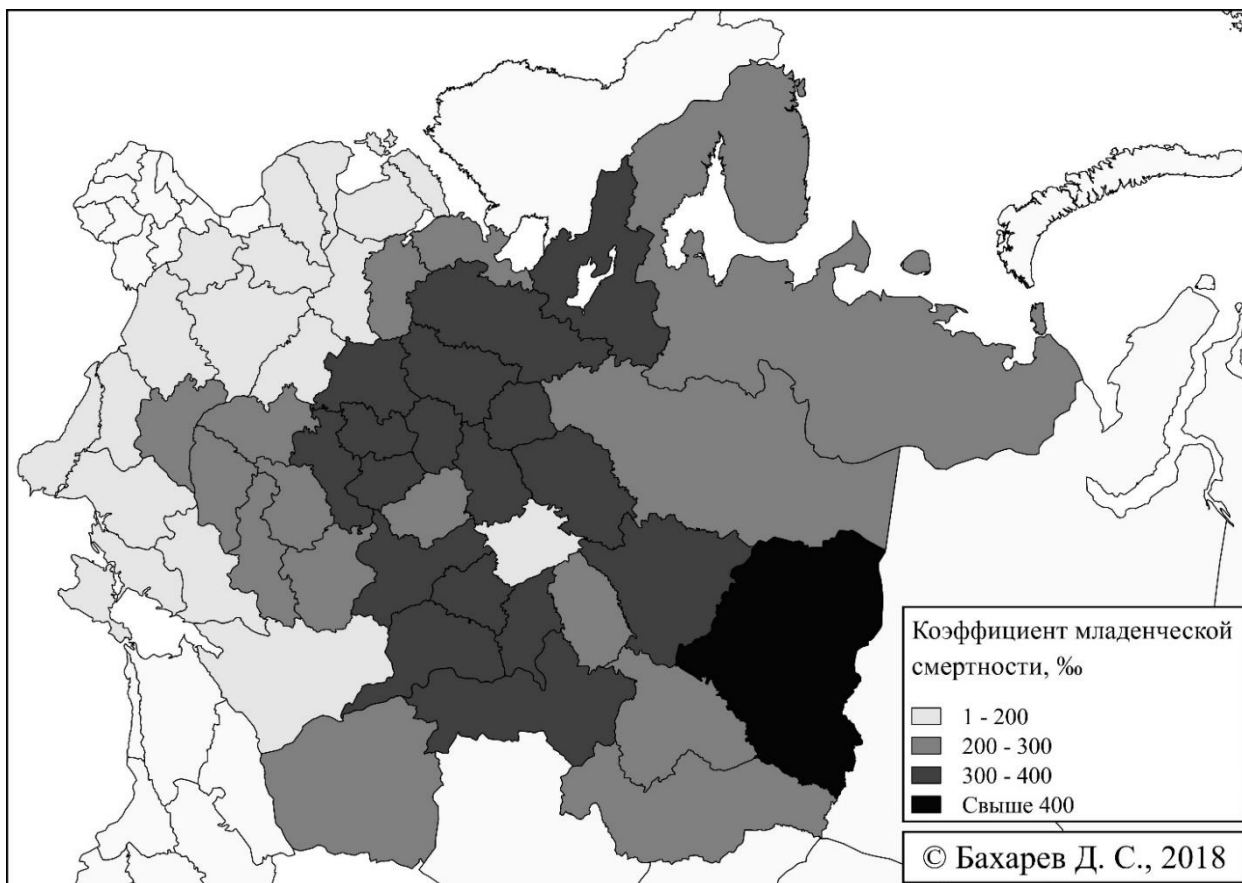 Коэффициент младенческой
смертности, ‰
1 - 200
200 - 300
300 - 400
Свыше 400
© Бахарев Д. С., 2018